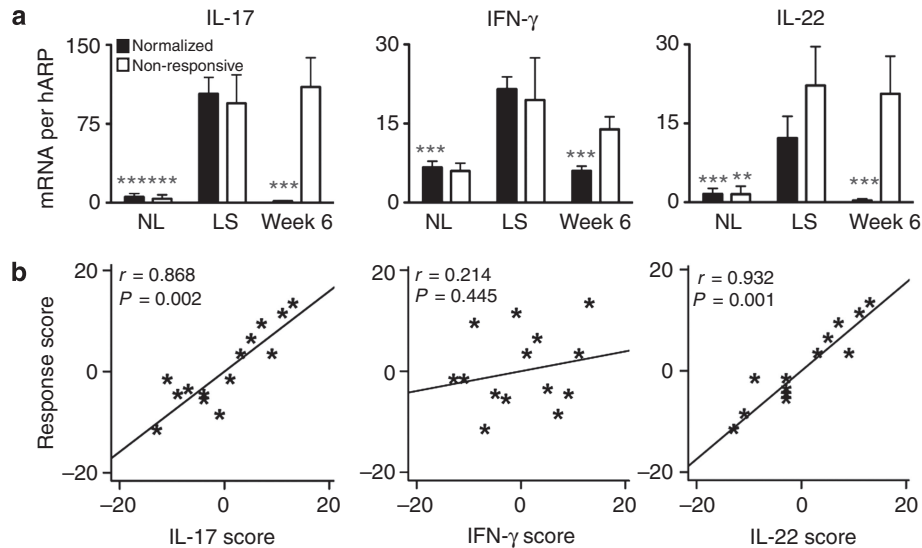 a
IL-17
IFN-γ
IL-22
mRNA per hARP
150
75
0
Normalized
Non-responsive
******
***
NL
LS
Week 6
30
15
0
***
***
NL
LS
Week 6
30
15
0
*** **
***
NL
LS
Week 6
b
Response score
20
0
–20
r = 0.868
P = 0.002
–20
0
20
IL-17 score
20
0
–20
r = 0.214
P = 0.445
–20
0
20
IFN-γ score
20
0
–20
r = 0.932
P = 0.001
–20
0
20
IL-22 score